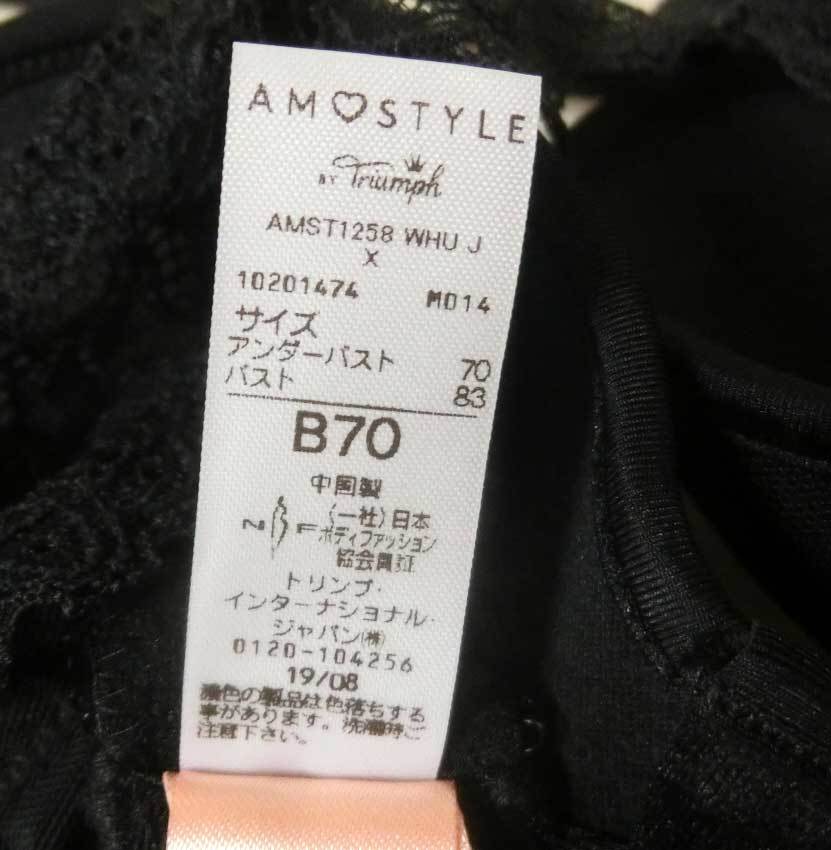 AM♡STYLE
BY Triumph
AMST1258 WHU J
X
10201474 M014
サイズ
アンダーバスト 70
バスト 83
B70
中国製
(一社)日本
NBF ボディファッション
協会員証
トリンプ・
インターナショナル・
ジャパン(株)
0120-104256
19/08
濃色の製品は色落ちする
事があります。洗濯時ご
注意下さい。